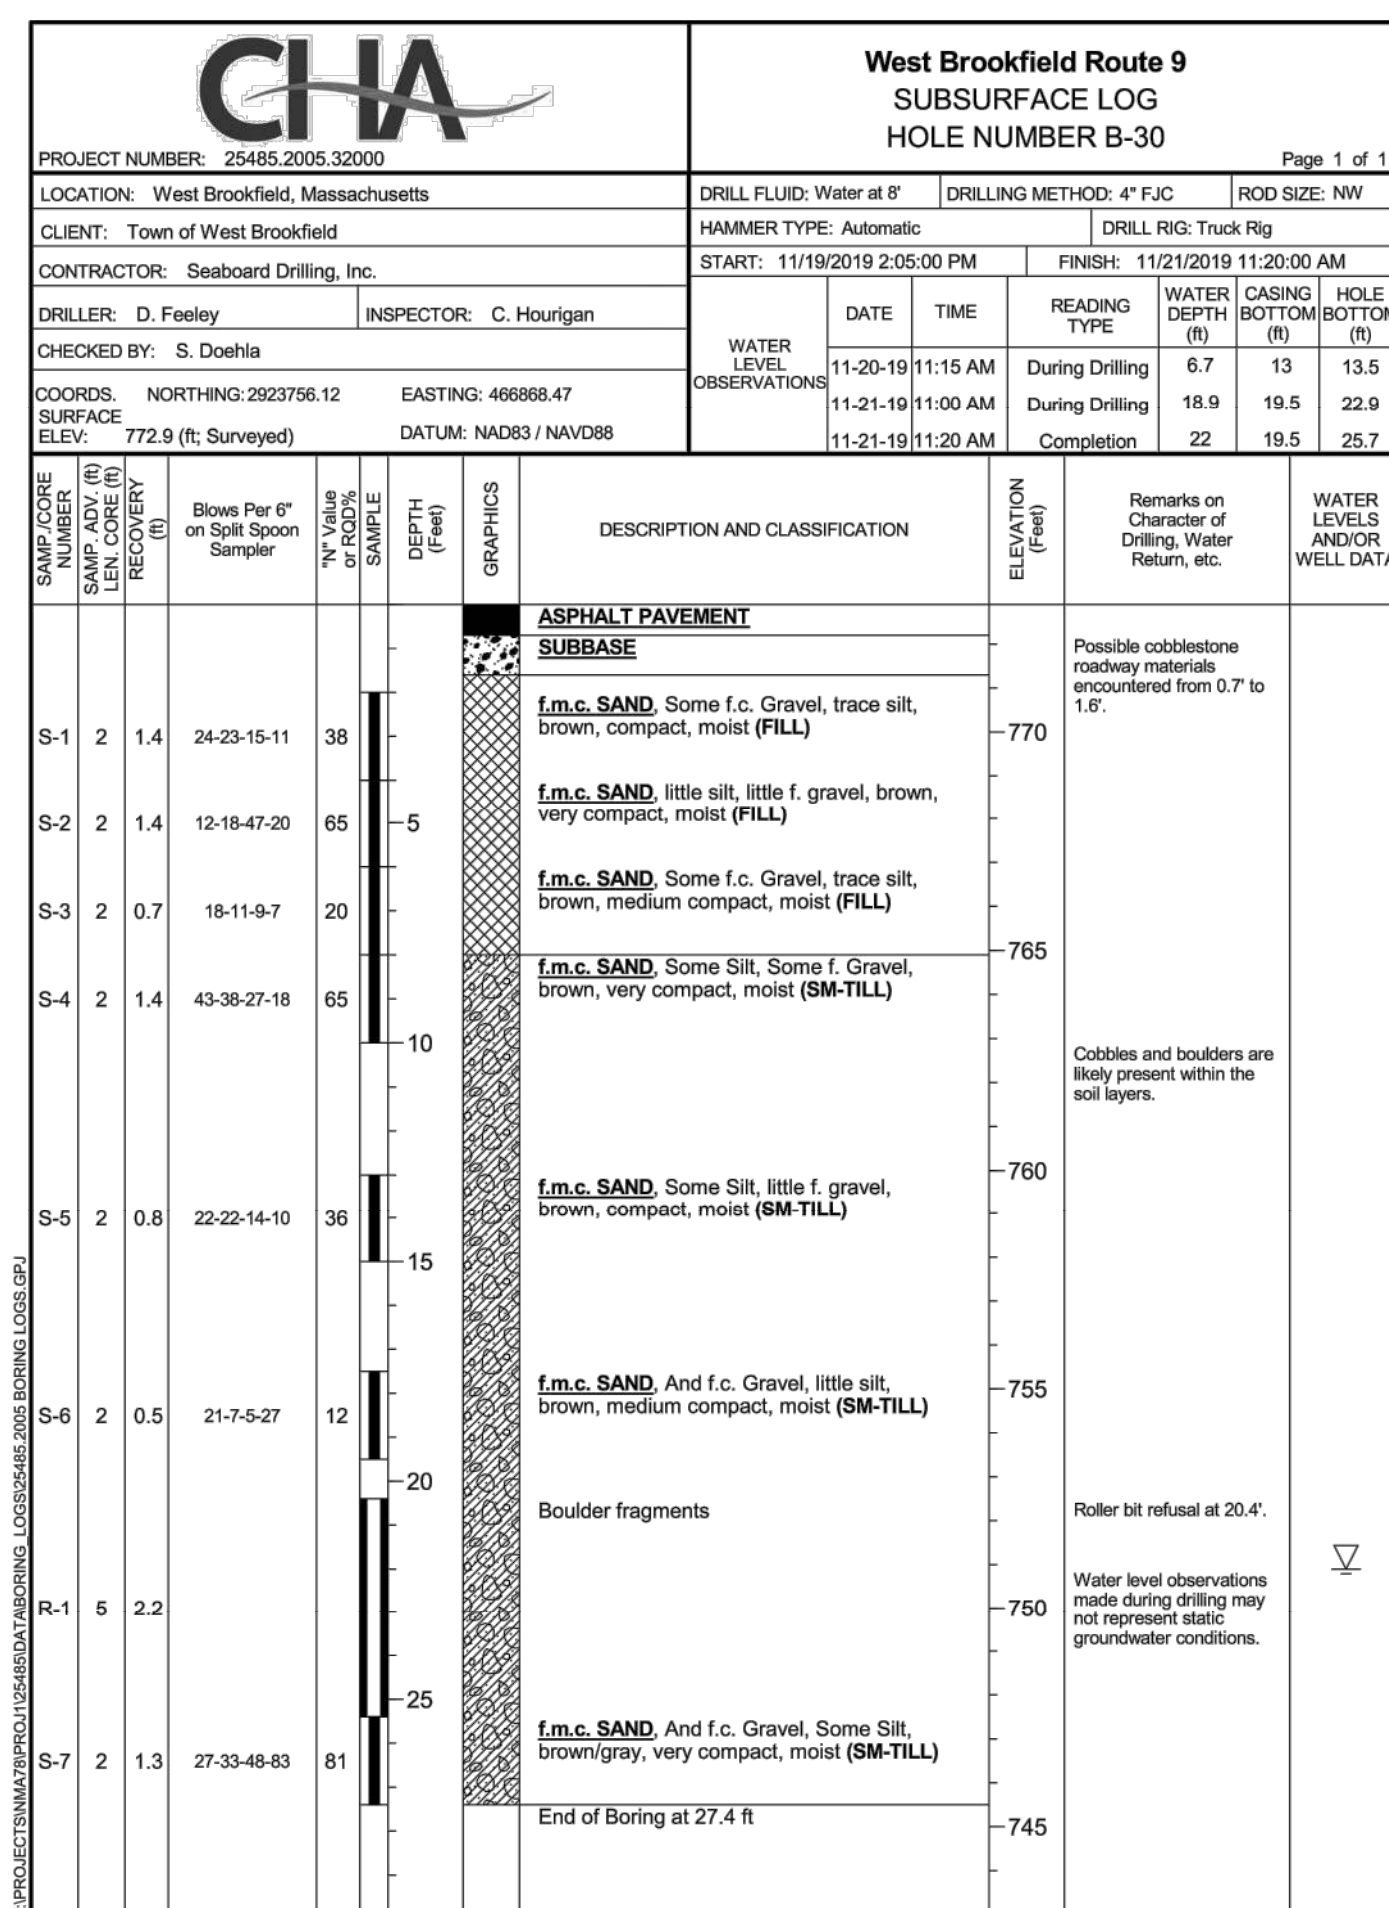 CHA
PROJECT NUMBER: 25485.2005.32000
West Brookfield Route 9
SUBSURFACE LOG
HOLE NUMBER B-30
Page 1 of 1
LOCATION: West Brookfield, Massachusetts
CLIENT: Town of West Brookfield
CONTRACTOR: Seaboard Drilling, Inc.
DRILLER: D. Feeley INSPECTOR: C. Hourigan
CHECKED BY: S. Doehla
COORDS. NORTHING: 2923756.12 EASTING: 466868.47
SURFACE
ELEV: 772.9 (ft; Surveyed) DATUM: NAD83 / NAVD88
DRILL FLUID: Water at 8' DRILLING METHOD: 4" FJC ROD SIZE: NW
HAMMER TYPE: Automatic DRILL RIG: Truck Rig
START: 11/19/2019 2:05:00 PM FINISH: 11/21/2019 11:20:00 AM
WATER
LEVEL
OBSERVATIONS
DATE TIME READING TYPE WATER DEPTH (ft) CASING BOTTOM (ft) HOLE BOTTOM (ft)
11-20-19 11:15 AM During Drilling 6.7 13 13.5
11-21-19 11:00 AM During Drilling 18.9 19.5 22.9
11-21-19 11:20 AM Completion 22 19.5 25.7
SAMP./CORE
NUMBER
SAMP. ADV. (ft)
LEN. CORE (ft)
RECOVERY
(ft)
Blows Per 6"
on Split Spoon
Sampler
"N" Value
or RQD%
SAMPLE
DEPTH
(Feet)
GRAPHICS
DESCRIPTION AND CLASSIFICATION
ELEVATION
(Feet)
Remarks on
Character of
Drilling, Water
Return, etc.
WATER
LEVELS
AND/OR
WELL DATA
ASPHALT PAVEMENT
SUBBASE
Possible cobblestone
roadway materials
encountered from 0.7' to
1.6'.
f.m.c. SAND, Some f.c. Gravel, trace silt,
brown, compact, moist (FILL)
770
S-1 2 1.4 24-23-15-11 38
f.m.c. SAND, little silt, little f. gravel, brown,
very compact, moist (FILL)
S-2 2 1.4 12-18-47-20 65
5
f.m.c. SAND, Some f.c. Gravel, trace silt,
brown, medium compact, moist (FILL)
S-3 2 0.7 18-11-9-7 20
765
f.m.c. SAND, Some Silt, Some f. Gravel,
brown, very compact, moist (SM-TILL)
S-4 2 1.4 43-38-27-18 65
10
Cobbles and boulders are
likely present within the
soil layers.
760
f.m.c. SAND, Some Silt, little f. gravel,
brown, compact, moist (SM-TILL)
S-5 2 0.8 22-22-14-10 36
15
f.m.c. SAND, And f.c. Gravel, little silt,
brown, medium compact, moist (SM-TILL)
755
S-6 2 0.5 21-7-5-27 12
20
Boulder fragments
Roller bit refusal at 20.4'.
Water level observations
made during drilling may
not represent static
groundwater conditions.
R-1 5 2.2
750
25
f.m.c. SAND, And f.c. Gravel, Some Silt,
brown/gray, very compact, moist (SM-TILL)
S-7 2 1.3 27-33-48-83 81
End of Boring at 27.4 ft
745
:\PROJECTS\NMA78\PROJ1\25485\DATA\BORING_LOGS\25485.2005 BORING LOGS.GPJ